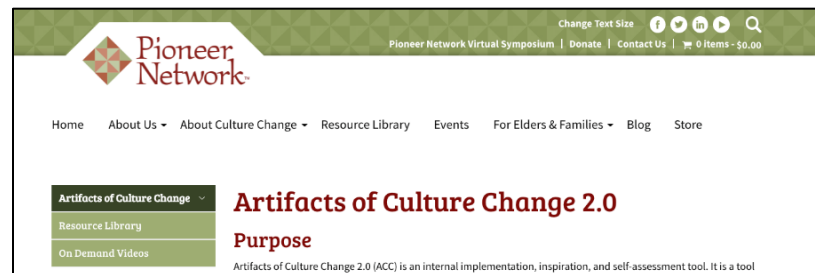 Change Text Size
Pioneer Network Virtual Symposium | Donate | Contact Us | 0 items - $0.00
Pioneer
Network
Home About Us About Culture Change Resource Library Events For Elders & Families Blog Store
Artifacts of Culture Change
Resource Library
On Demand Videos
Artifacts of Culture Change 2.0
Purpose
Artifacts of Culture Change 2.0 (ACC) is an internal implementation, inspiration, and self-assessment tool. It is a tool